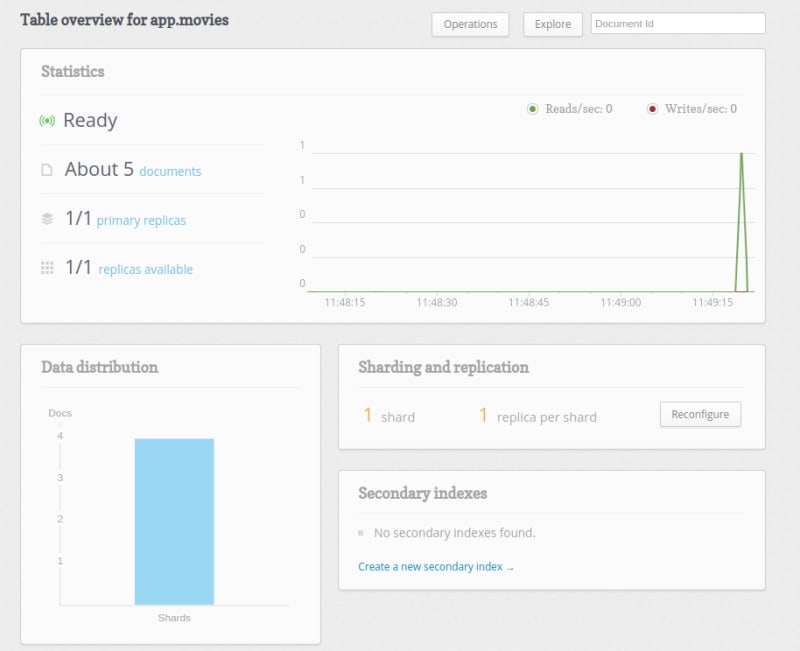 Table overview for app.movies
Operations
Explore
Document Id
Statistics
Ready
About 5 documents
1/1 primary replicas
1/1 replicas available
Reads/sec: 0
Writes/sec: 0
1
1
0
0
0
11:48:15 11:48:30 11:48:45 11:49:00 11:49:15
Data distribution
Docs
4
3
2
1
Shards
Sharding and replication
1 shard
1 replica per shard
Reconfigure
Secondary indexes
No secondary indexes found.
Create a new secondary index →